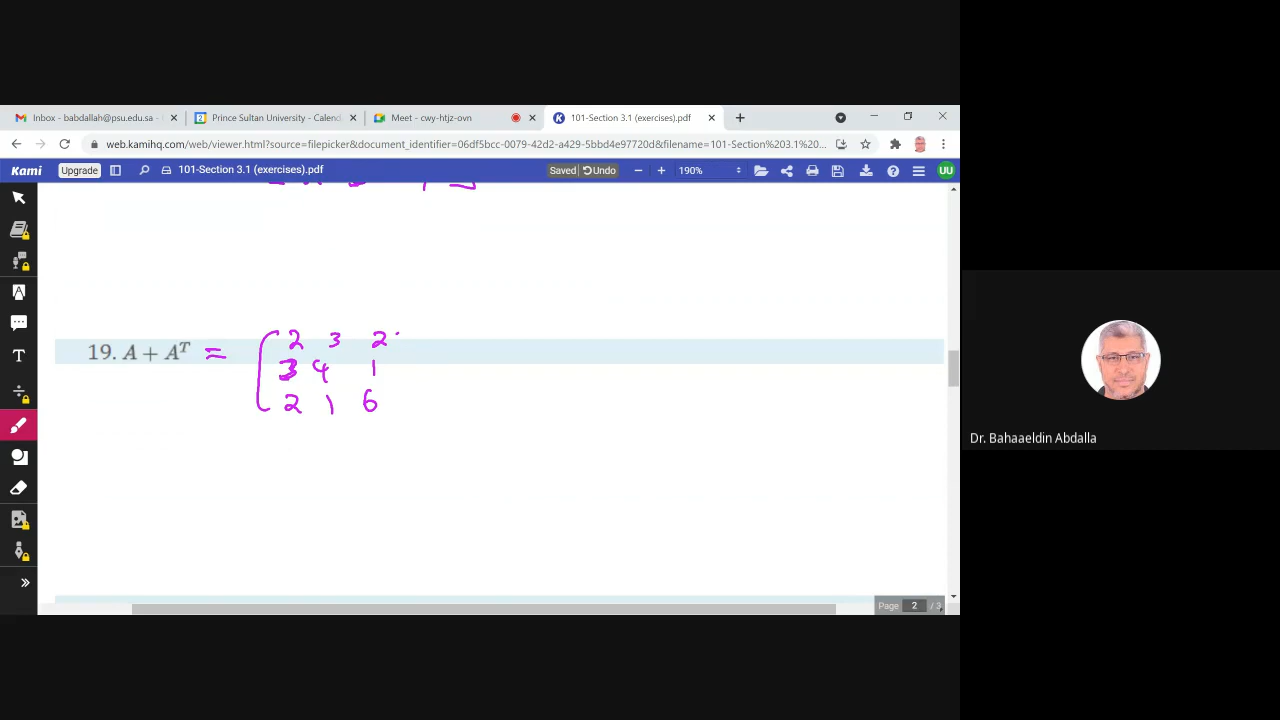 Inbox - babdallah@psu.edu.sa -
Prince Sultan University - Calend
Meet - cwy-htjz-ovn
101-Section 3.1 (exercises).pdf
web.kamihq.com/web/viewer.html?source=filepicker&document_identifier=06df5bcc-0079-42d2-a429-5bbd4e97720d&filename=101-Section%203.1%20...
Kami
Upgrade
101-Section 3.1 (exercises).pdf
Saved
Undo
190%
UU
19. A + A^T =
2 3 2
3 4 1
2 1 6
Dr. Bahaaeldin Abdalla
Page 2 / 3